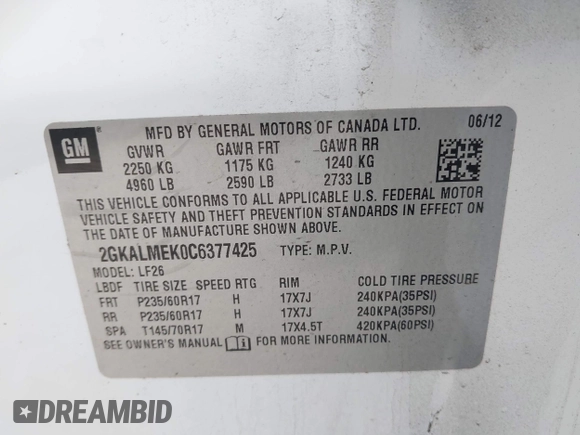 GM
MFD BY GENERAL MOTORS OF CANADA LTD. 06/12
GVWR GAWR FRT GAWR RR
2250 KG 1175 KG 1240 KG
4960 LB 2590 LB 2733 LB
THIS VEHICLE CONFORMS TO ALL APPLICABLE U.S. FEDERAL MOTOR
VEHICLE SAFETY AND THEFT PREVENTION STANDARDS IN EFFECT ON
THE DATE OF MANUFACTURE SHOWN ABOVE.
2GKALMEK0C6377425 TYPE: M.P.V.
MODEL: LF26
LBDF TIRE SIZE SPEED RTG RIM COLD TIRE PRESSURE
FRT P235/60R17 H 17X7J 240KPA(35PSI)
RR P235/60R17 H 17X7J 240KPA(35PSI)
SPA T145/70R17 M 17X4.5T 420KPA(60PSI)
SEE OWNER'S MANUAL FOR MORE INFORMATION.
DREAMBID